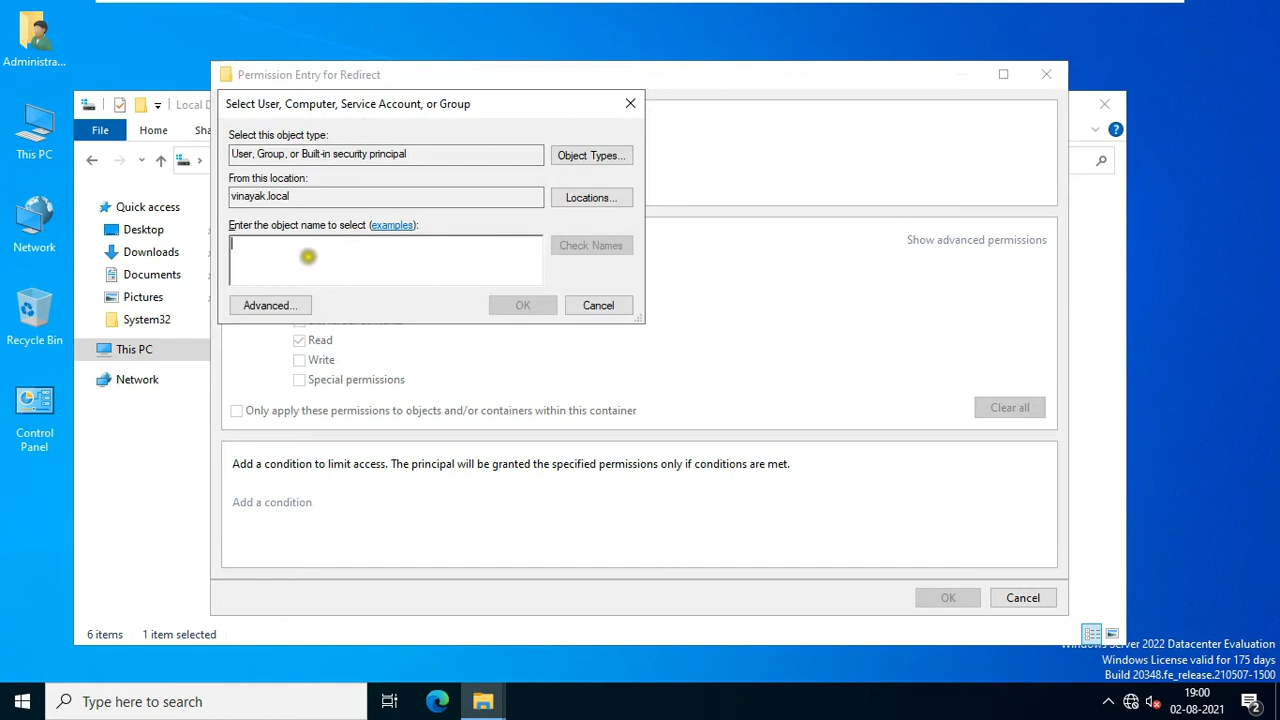 Administra...
This PC
Network
Recycle Bin
Control
Panel
Local D
File
Home
Sha
Quick access
Desktop
Downloads
Documents
Pictures
System32
This PC
Network
6 items
1 item selected
Permission Entry for Redirect
Show advanced permissions
Read
Write
Special permissions
Only apply these permissions to objects and/or containers within this container
Clear all
Add a condition to limit access. The principal will be granted the specified permissions only if conditions are met.
Add a condition
OK
Cancel
Select User, Computer, Service Account, or Group
Select this object type:
User, Group, or Built-in security principal
Object Types...
From this location:
vinayak.local
Locations...
Enter the object name to select (examples):
Check Names
Advanced...
OK
Cancel
Windows Server 2022 Datacenter Evaluation
Windows License valid for 175 days
Build 20348.fe_release.210507-1500
Type here to search
19:00
02-08-2021
2